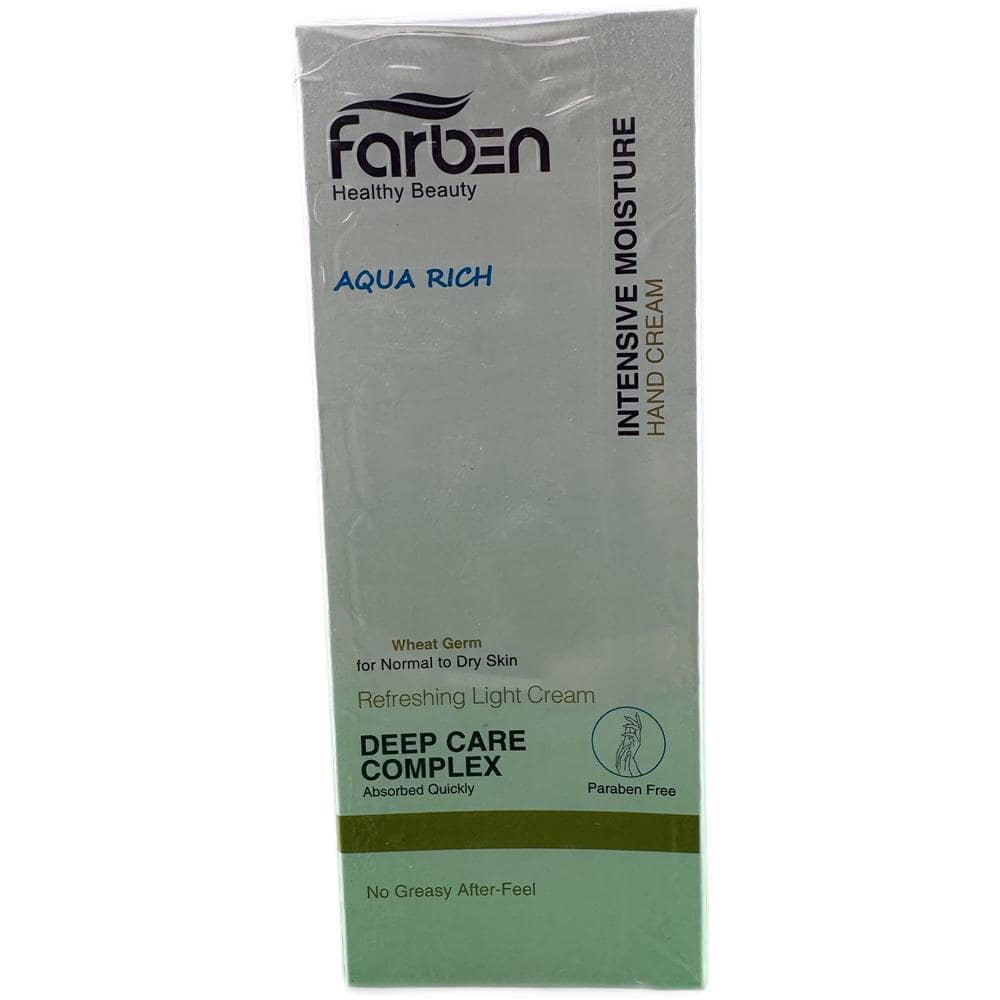 farben
Healthy Beauty
AQUA RICH
INTENSIVE MOISTURE
HAND CREAM
Wheat Germ
for Normal to Dry Skin
Refreshing Light Cream
DEEP CARE
COMPLEX
Absorbed Quickly
Paraben Free
No Greasy After-Feel